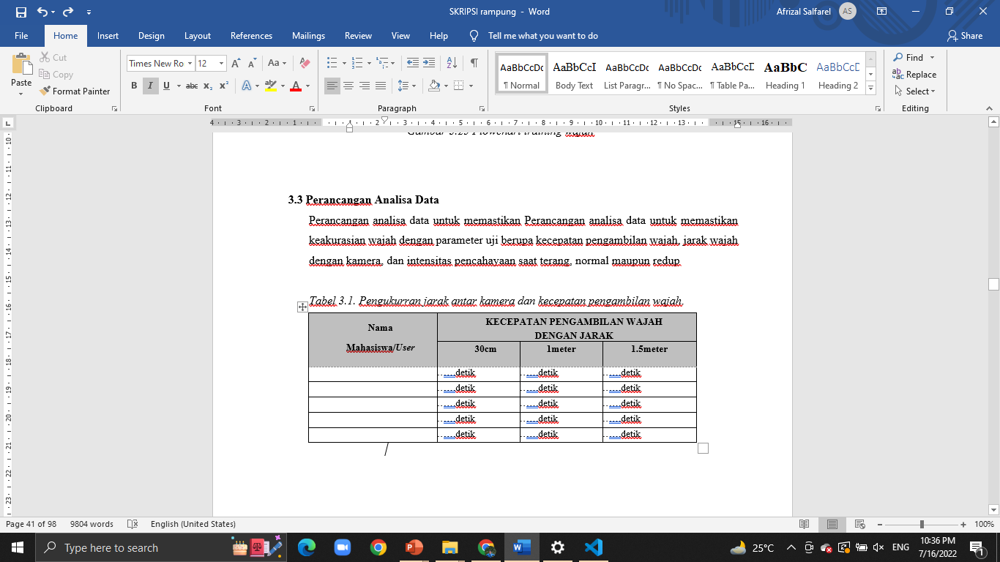 SKRIPSI rampung - Word
Afrizal Salfarel AS
File Home Insert Design Layout References Mailings Review View Help Tell me what you want to do Share
Paste
Cut
Copy
Format Painter
Clipboard
Times New Ro 12
Font
Paragraph
AaBbCcDc AaBbCcI AaBbCcDc AaBbCcDc AaBbCcI AaBbC AaBbCcD
¶ Normal Body Text List Paragr... ¶ No Spac... ¶ Table Pa... Heading 1 Heading 2
Styles
Find
Replace
Select
Editing
3.3 Perancangan Analisa Data
Perancangan analisa data untuk memastikan Perancangan analisa data untuk memastikan
keakurasian wajah dengan parameter uji berupa kecepatan pengambilan wajah, jarak wajah
dengan kamera, dan intensitas pencahayaan saat terang, normal maupun redup
Tabel 3.1. Pengukurran jarak antar kamera dan kecepatan pengambilan wajah.
Nama
Mahasiswa/User
KECEPATAN PENGAMBILAN WAJAH
DENGAN JARAK
30cm 1meter 1.5meter
.....detik .....detik .....detik
.....detik .....detik .....detik
.....detik .....detik .....detik
.....detik .....detik .....detik
.....detik .....detik .....detik
Page 41 of 98 9804 words English (United States) 100%
Type here to search
25°C ENG
10:36 PM
7/16/2022
1